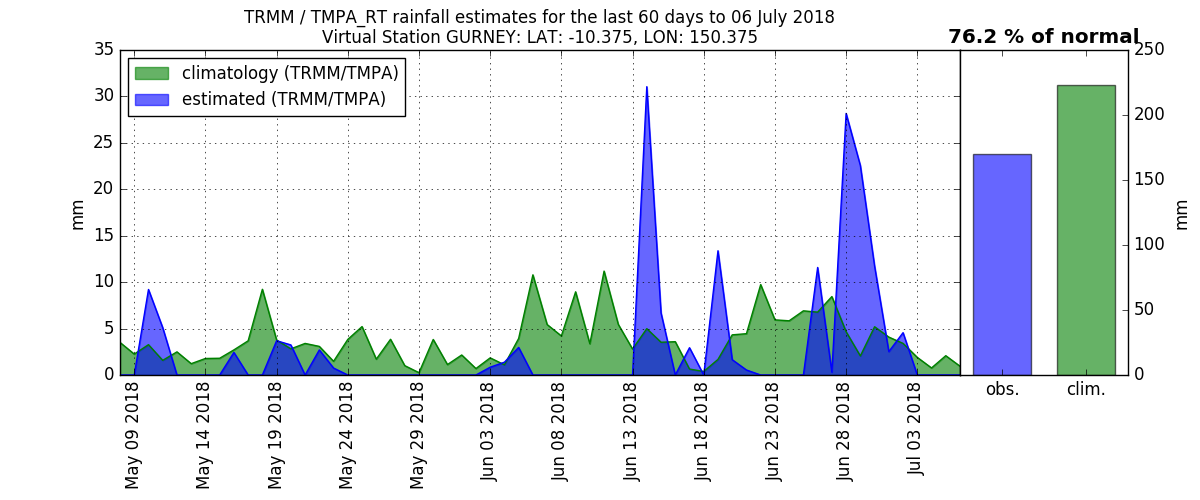 TRMM / TMPA_RT rainfall estimates for the last 60 days to 06 July 2018
Virtual Station GURNEY: LAT: -10.375, LON: 150.375
76.2 % of normal
climatology (TRMM/TMPA)
estimated (TRMM/TMPA)
35
30
25
20
15
10
5
0
mm
May 09 2018
May 14 2018
May 19 2018
May 24 2018
May 29 2018
Jun 03 2018
Jun 08 2018
Jun 13 2018
Jun 18 2018
Jun 23 2018
Jun 28 2018
Jul 03 2018
obs.
clim.
250
200
150
100
50
0
mm